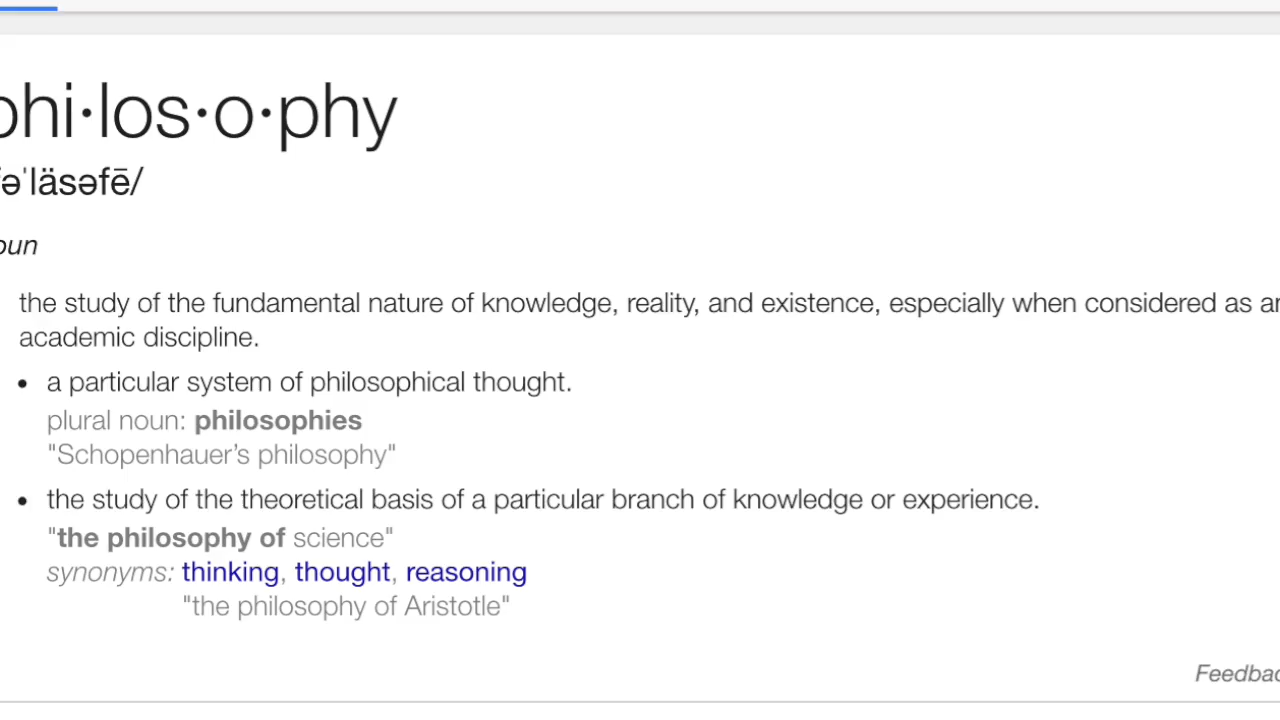 phi·los·o·phy
fəˈläsəfē/
noun
the study of the fundamental nature of knowledge, reality, and existence, especially when considered as an
academic discipline.
• a particular system of philosophical thought.
plural noun: philosophies
"Schopenhauer’s philosophy"
• the study of the theoretical basis of a particular branch of knowledge or experience.
"the philosophy of science"
synonyms: thinking, thought, reasoning
"the philosophy of Aristotle"
Feedbac